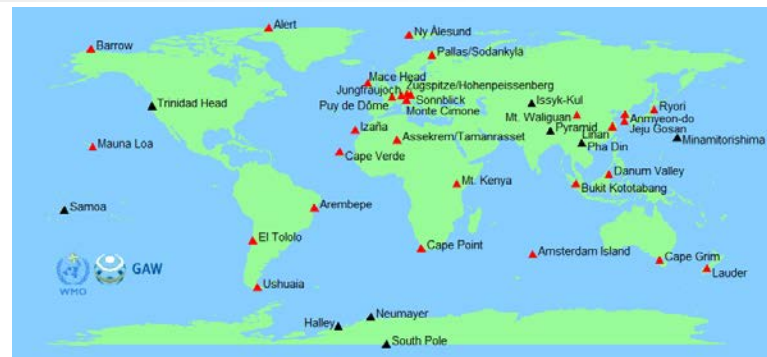 Alert
Ny Ålesund
Barrow
Pallas/Sodankylä
Mace Head
Zugspitze/Hohenpeissenberg
Jungfraujoch
Sonnblick
Puy de Dôme
Monte Cimone
Trinidad Head
Issyk-Kul
Ryori
Mt. Waliguan
Anmyeon-do
Pyramid
Linan
Jeju Gosan
Izaña
Assekrem/Tamanrasset
Pha Din
Minamitorishima
Mauna Loa
Cape Verde
Danum Valley
Mt. Kenya
Bukit Kototabang
Samoa
Arembepe
El Tololo
Cape Point
Amsterdam Island
Cape Grim
Lauder
GAW
WMO
Ushuaia
Neumayer
Halley
South Pole